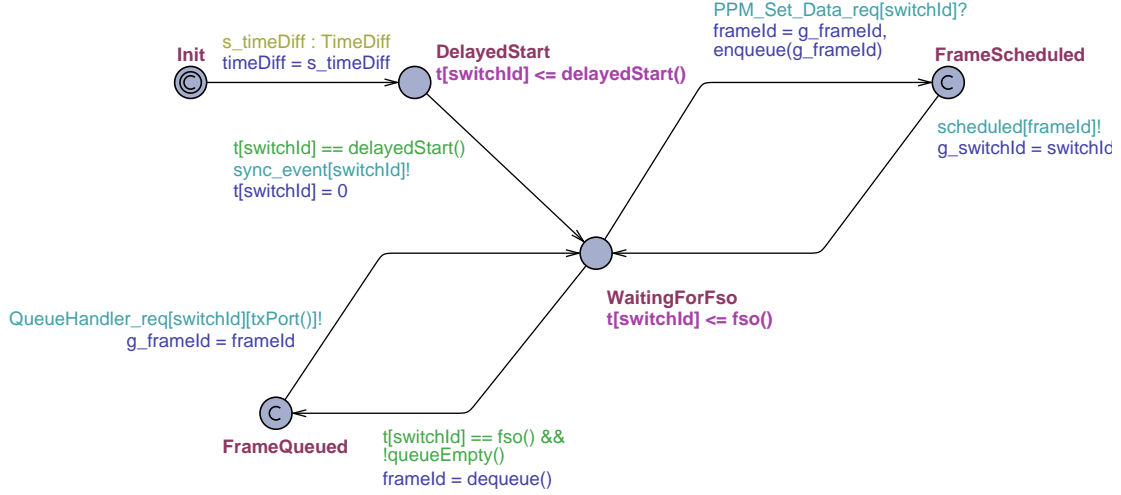 PPM_Set_Data_req[switchId]?
frameId = g_frameId,
enqueue(g_frameId)
Init
s_timeDiff : TimeDiff
timeDiff = s_timeDiff
DelayedStart
t[switchId] <= delayedStart()
FrameScheduled
C
C
scheduled[frameId]!
g_switchId = switchId
t[switchId] == delayedStart()
sync_event[switchId]!
t[switchId] = 0
WaitingForFso
t[switchId] <= fso()
QueueHandler_req[switchId][txPort()]!
g_frameId = frameId
C
FrameQueued
t[switchId] == fso() &&
!queueEmpty()
frameId = dequeue()